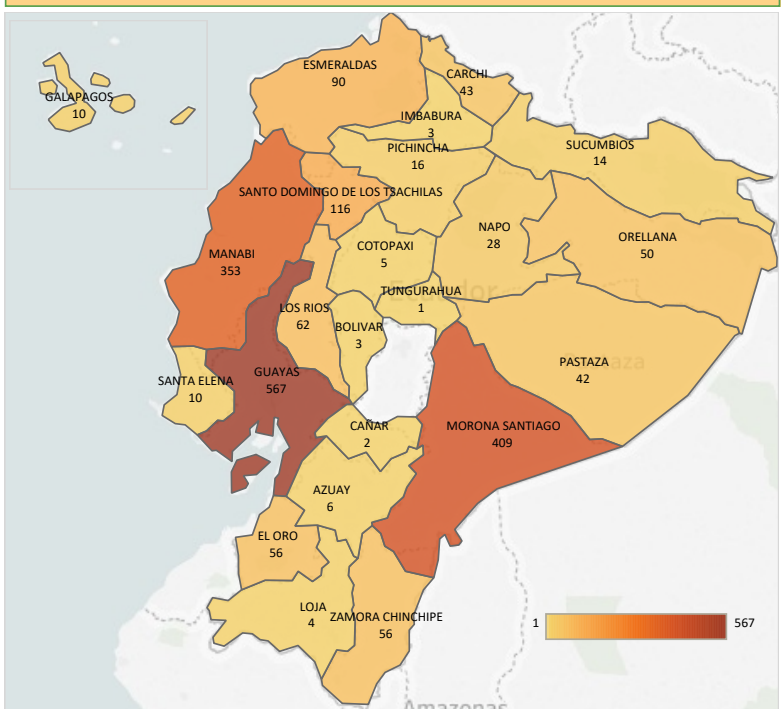 ESMERALDAS
90
CARCHI
43
GALAPAGOS
10
IMBABURA
3
PICHINCHA
16
SUCUMBIOS
14
SANTO DOMINGO DE LOS TSACHILAS
116
NAPO
28
ORELLANA
50
COTOPAXI
5
MANABI
353
Ecuador
TUNGURAHUA
1
LOS RIOS
62
BOLIVAR
3
PASTAZA
42
Pastaza
SANTA ELENA
10
GUAYAS
567
CAÑAR
2
MORONA SANTIAGO
409
AZUAY
6
EL ORO
56
LOJA
4
ZAMORA CHINCHIPE
56
1 567
Amazonas